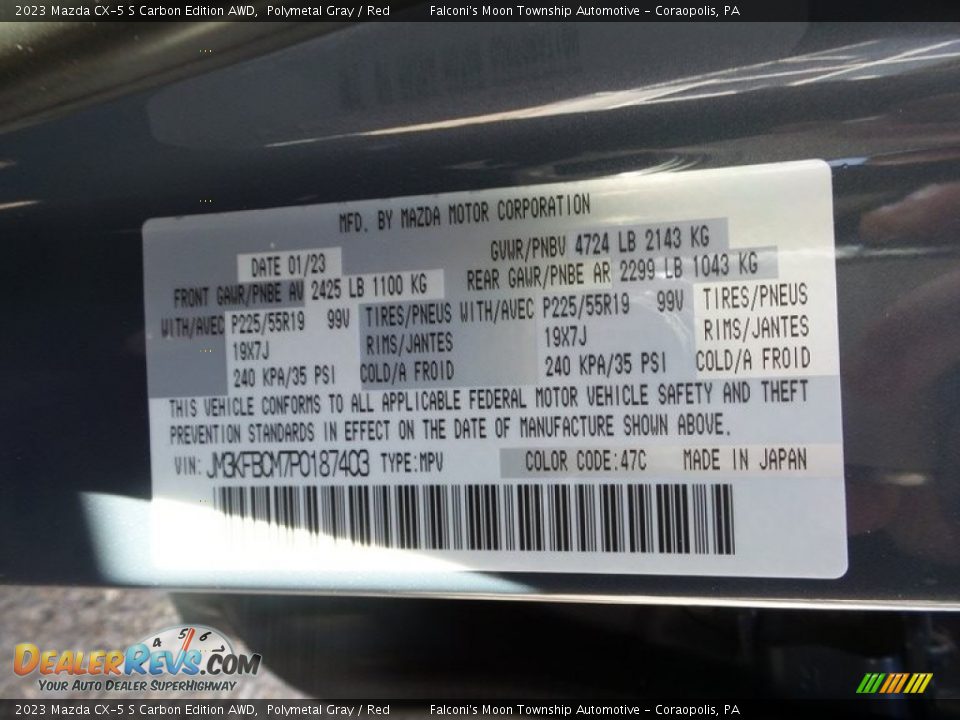 2023 Mazda CX-5 S Carbon Edition AWD, Polymetal Gray / Red Falconi's Moon Township Automotive - Coraopolis, PA
MFD. BY MAZDA MOTOR CORPORATION
DATE 01/23 GVWR/PNBV 4724 LB 2143 KG
FRONT GAWR/PNBE AV 2425 LB 1100 KG REAR GAWR/PNBE AR 2299 LB 1043 KG
WITH/AVEC P225/55R19 99V TIRES/PNEUS WITH/AVEC P225/55R19 99V TIRES/PNEUS
19X7J RIMS/JANTES 19X7J RIMS/JANTES
240 KPA/35 PSI COLD/A FROID 240 KPA/35 PSI COLD/A FROID
THIS VEHICLE CONFORMS TO ALL APPLICABLE FEDERAL MOTOR VEHICLE SAFETY AND THEFT
PREVENTION STANDARDS IN EFFECT ON THE DATE OF MANUFACTURE SHOWN ABOVE.
VIN: JM3KFBCM7P0187403 TYPE:MPV COLOR CODE:47C MADE IN JAPAN
4 5 6
DEALERREVS.COM
YOUR AUTO DEALER SUPERHIGHWAY
2023 Mazda CX-5 S Carbon Edition AWD, Polymetal Gray / Red Falconi's Moon Township Automotive - Coraopolis, PA